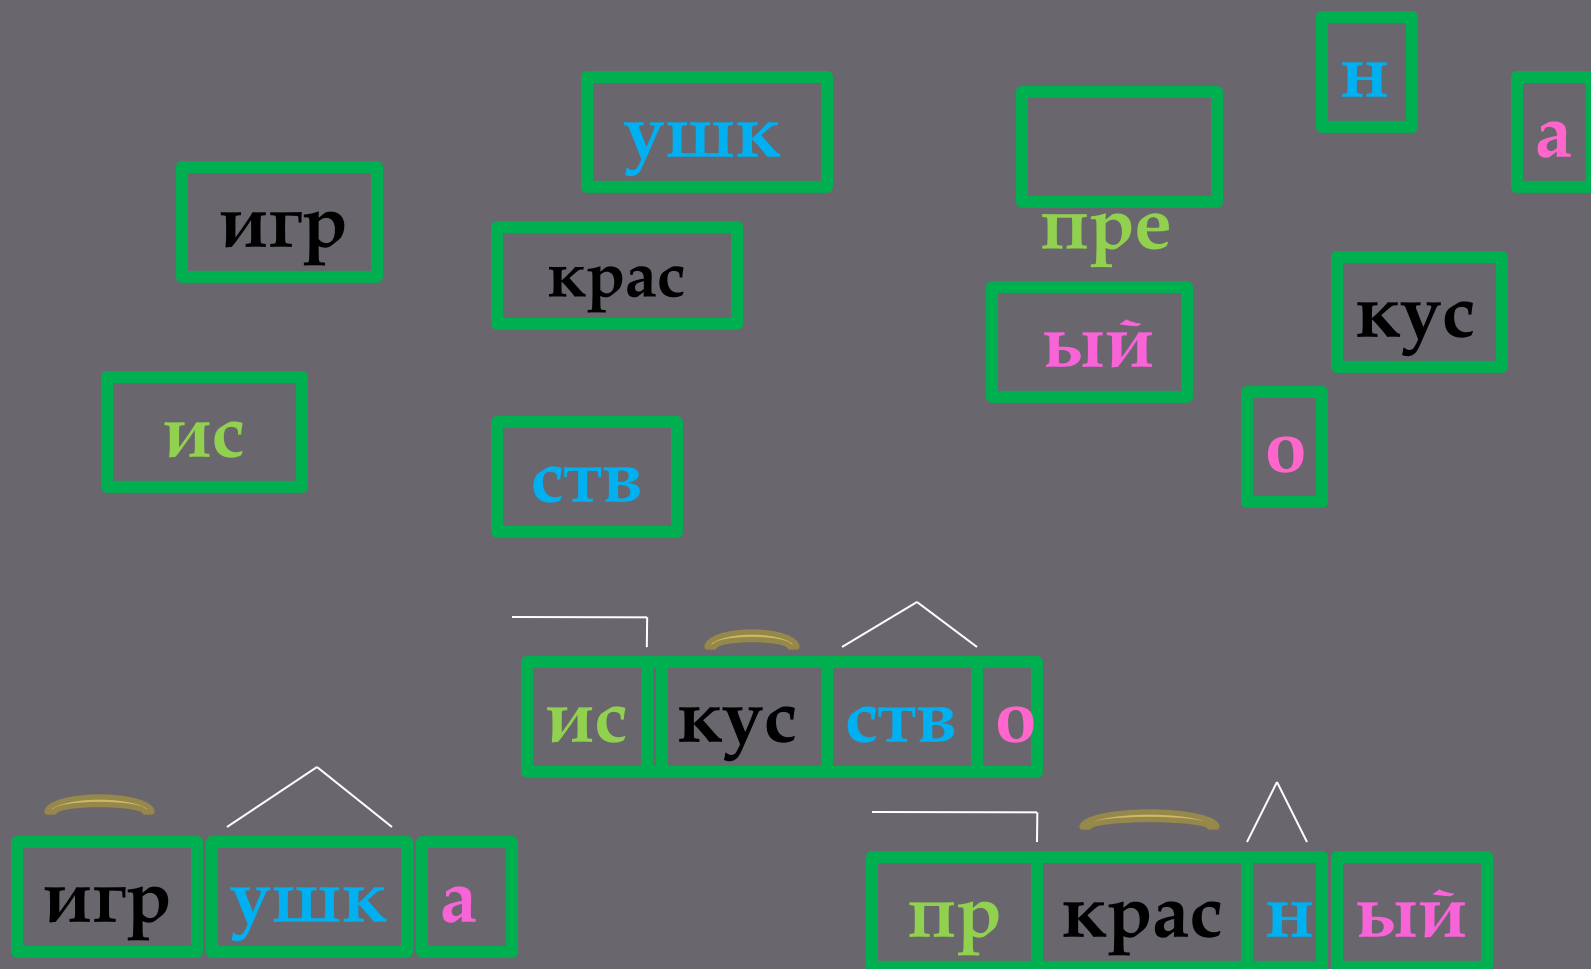 н
ушк
а
игр
пре
крас
кус
ый
ис
о
ств
ис кус ств о
игр ушк а
пр крас н ый